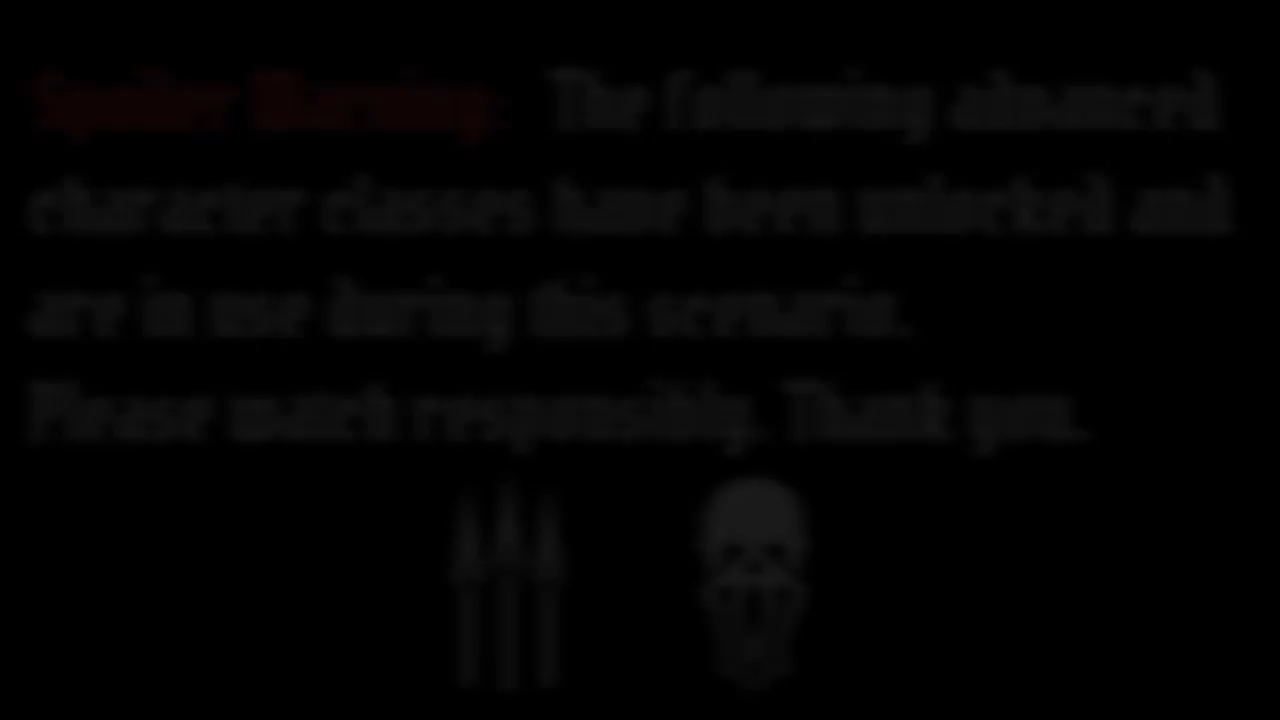 Spoiler Warning: The following advanced
character classes have been unlocked and
are in use during this scenario.
Please watch responsibly. Thank you.